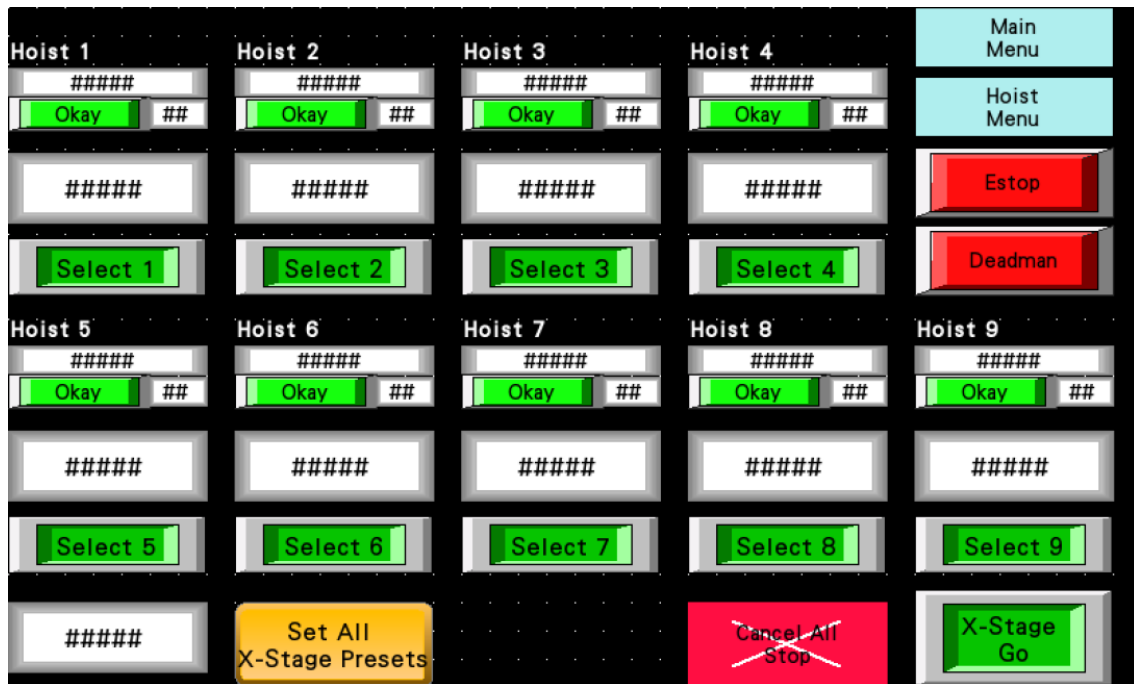 Hoist 1 Hoist 2 Hoist 3 Hoist 4 Main
Menu
##### ##### ##### #####
Okay ## Okay ## Okay ## Okay ## Hoist
Menu
##### ##### ##### ##### Estop
Select 1 Select 2 Select 3 Select 4 Deadman
Hoist 5 Hoist 6 Hoist 7 Hoist 8 Hoist 9
##### ##### ##### ##### #####
Okay ## Okay ## Okay ## Okay ## Okay ##
##### ##### ##### ##### #####
Select 5 Select 6 Select 7 Select 8 Select 9
##### Set All
X-Stage Presets
Cancel All
Stop
X-Stage
Go